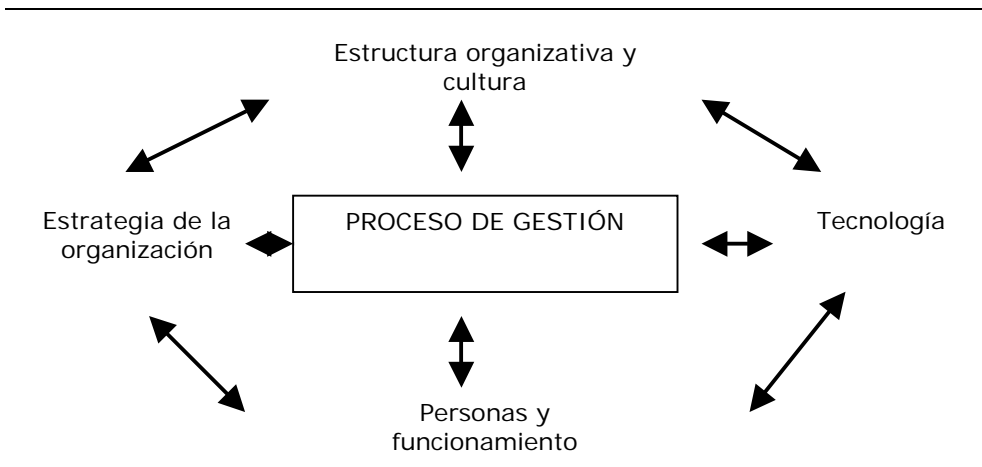 Estructura organizativa y
cultura
Estrategia de la
organización
PROCESO DE GESTIÓN
Tecnología
Personas y
funcionamiento